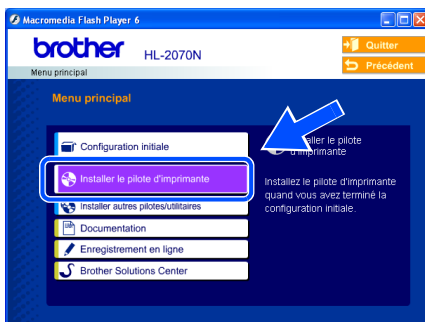 Macromedia Flash Player 6
brother HL-2070N
Quitter
Précédent
Menu principal
Menu principal
Configuration initiale
Installer le pilote d'imprimante
Installer autres pilotes/utilitaires
Documentation
Enregistrement en ligne
Brother Solutions Center
le pilote
d'imprimante
Installez le pilote d'imprimante
quand vous avez terminé la
configuration initiale.